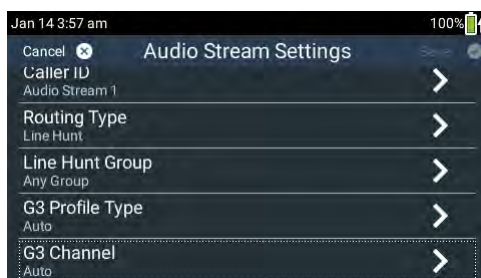 Jan 14 3:57 am 100%
Cancel Audio Stream Settings Save
Caller ID
Audio Stream 1
Routing Type
Line Hunt
Line Hunt Group
Any Group
G3 Profile Type
Auto
G3 Channel
Auto